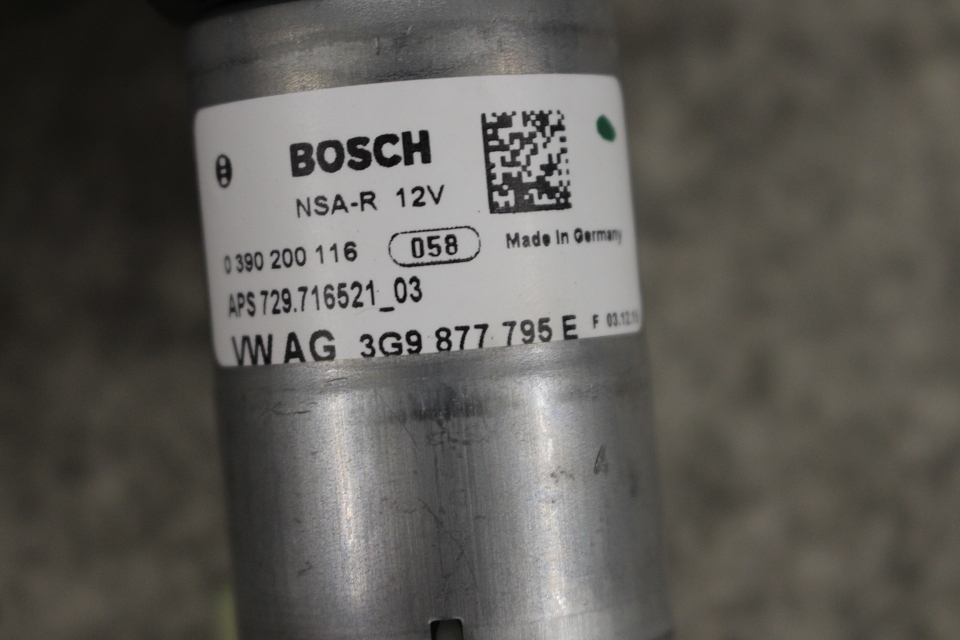 BOSCH
NSA-R 12V
0 390 200 116 058 Made in Germany
APS 729.716521_03
VW AG 3G9 877 795 E F